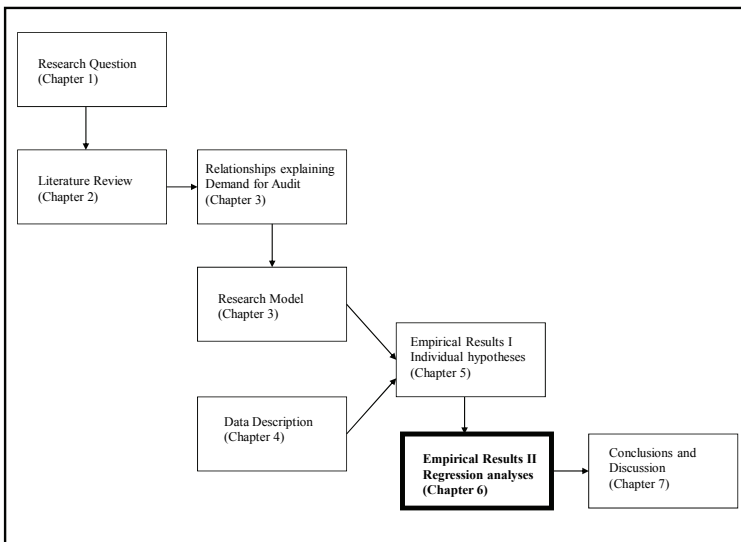 Research Question
(Chapter 1)
Literature Review
(Chapter 2)
Relationships explaining
Demand for Audit
(Chapter 3)
Research Model
(Chapter 3)
Data Description
(Chapter 4)
Empirical Results I
Individual hypotheses
(Chapter 5)
Empirical Results II
Regression analyses
(Chapter 6)
Conclusions and
Discussion
(Chapter 7)